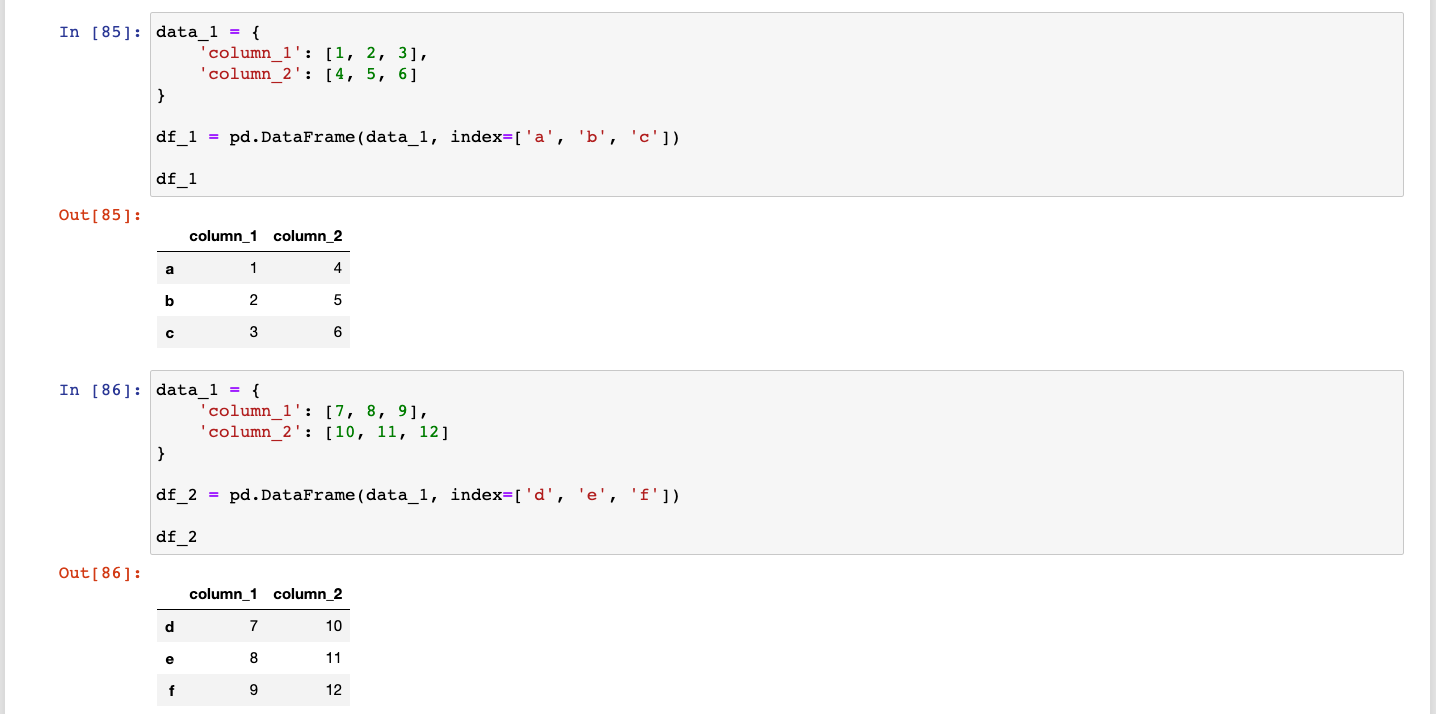 In [85]: data_1 = {
    'column_1': [1, 2, 3],
    'column_2': [4, 5, 6]
}
df_1 = pd.DataFrame(data_1, index=['a', 'b', 'c'])
df_1
Out[85]:
column_1 column_2
a 1 4
b 2 5
c 3 6
In [86]: data_1 = {
    'column_1': [7, 8, 9],
    'column_2': [10, 11, 12]
}
df_2 = pd.DataFrame(data_1, index=['d', 'e', 'f'])
df_2
Out[86]:
column_1 column_2
d 7 10
e 8 11
f 9 12